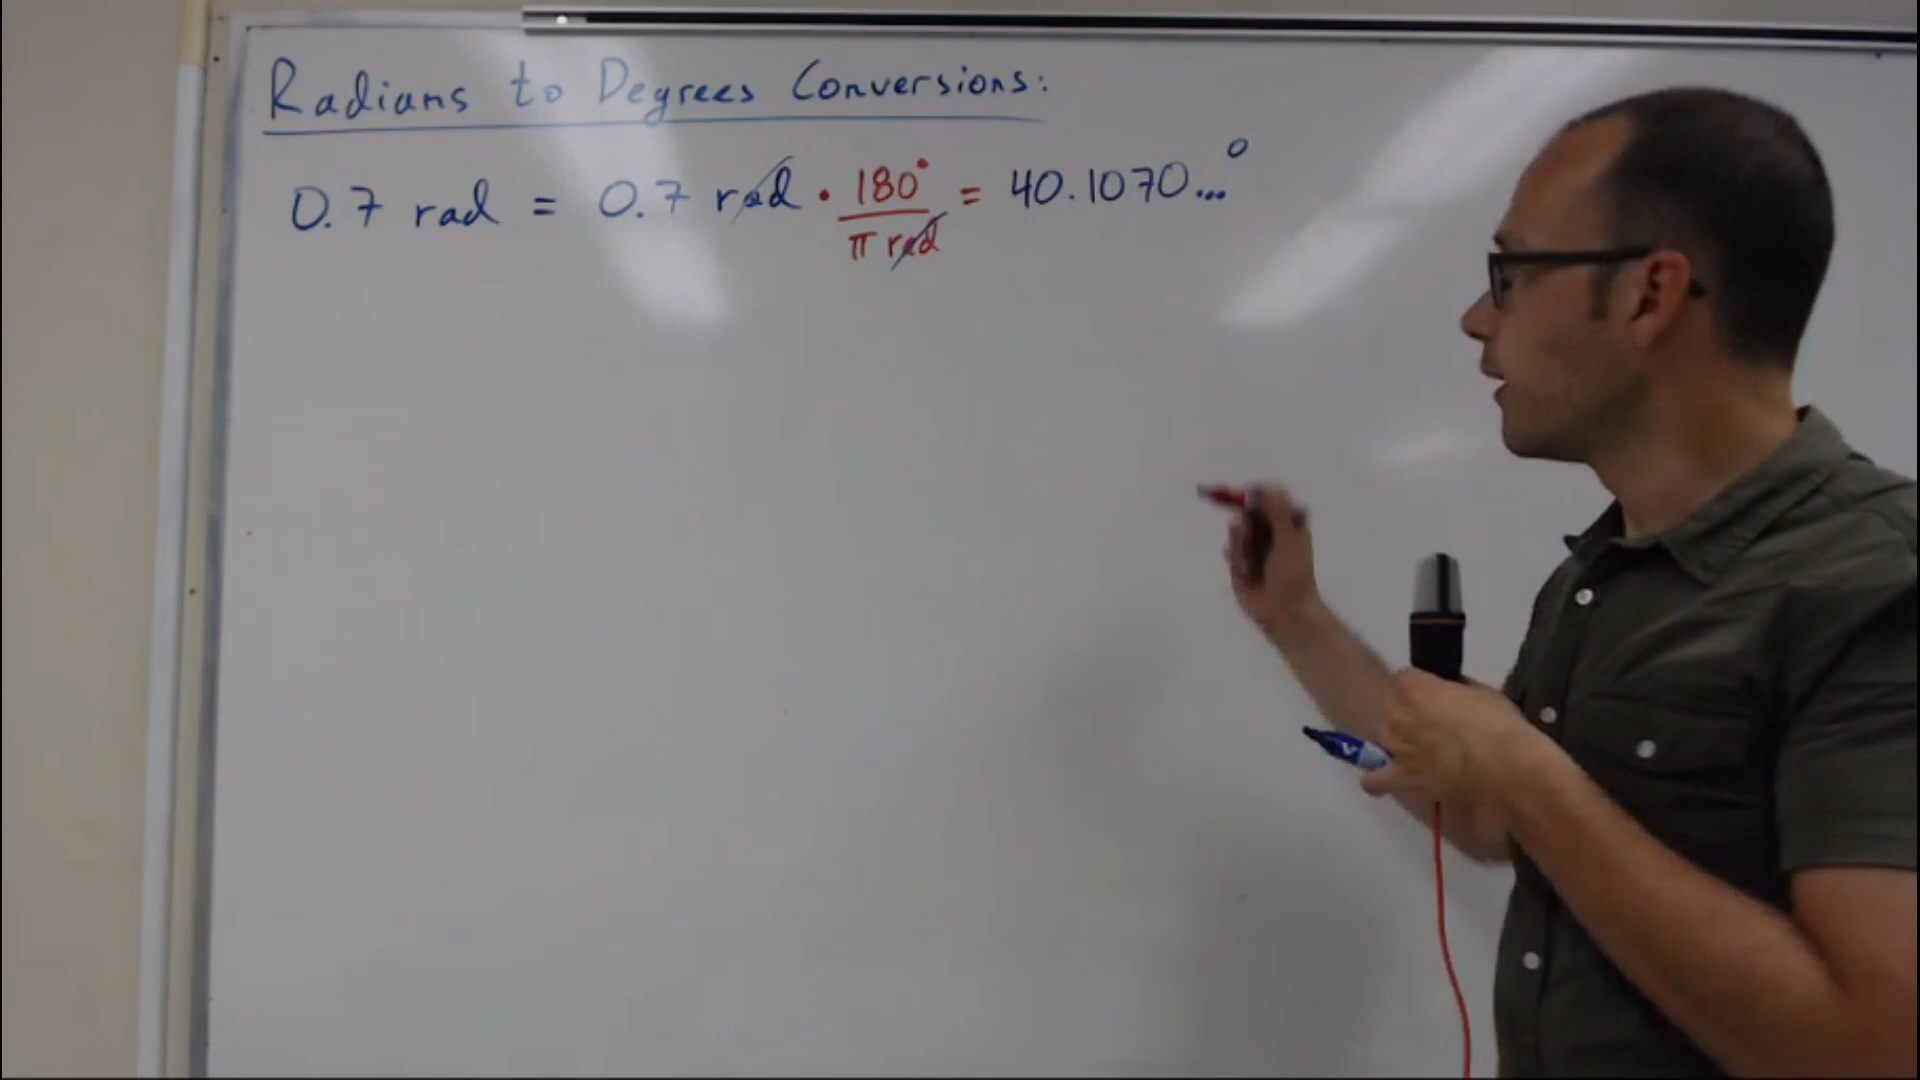 Radians to Degrees Conversions:
0.7 rad = 0.7 rad · 180° / π rad = 40.1070...°